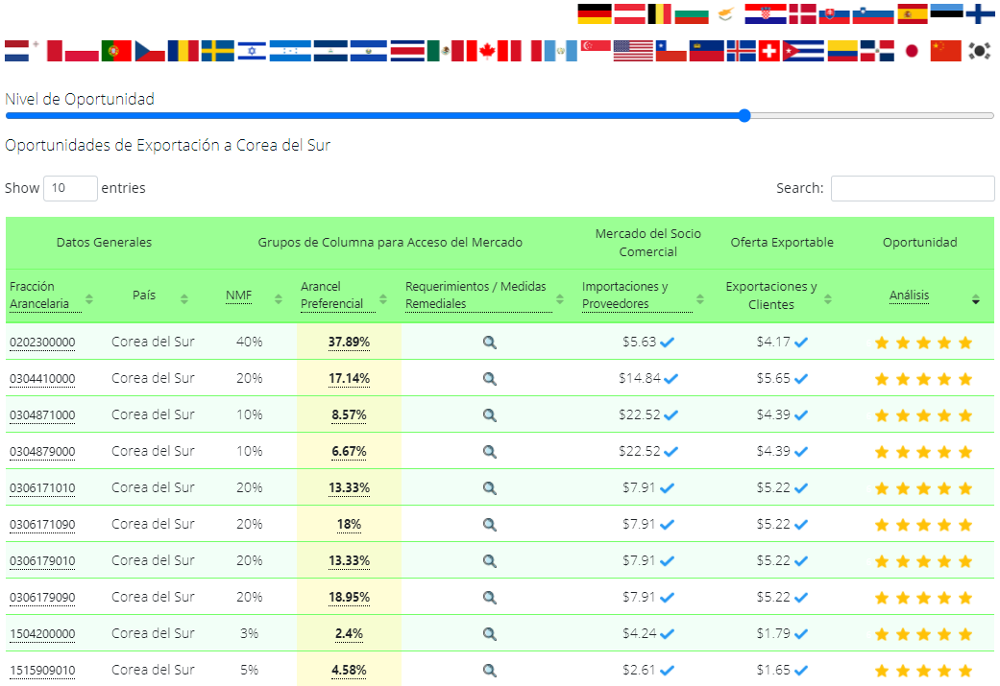 Nivel de Oportunidad
Oportunidades de Exportación a Corea del Sur
Show 10 entries Search:
Datos Generales Grupos de Columna para Acceso del Mercado Mercado del Socio Comercial Oferta Exportable Oportunidad
Fracción Arancelaria País NMF Arancel Preferencial Requerimientos / Medidas Remediales Importaciones y Proveedores Exportaciones y Clientes Análisis
0202300000 Corea del Sur 40% 37.89% $5.63 $4.17
0304410000 Corea del Sur 20% 17.14% $14.84 $5.65
0304871000 Corea del Sur 10% 8.57% $22.52 $4.39
0304879000 Corea del Sur 10% 6.67% $22.52 $4.39
0306171010 Corea del Sur 20% 13.33% $7.91 $5.22
0306171090 Corea del Sur 20% 18% $7.91 $5.22
0306179010 Corea del Sur 20% 13.33% $7.91 $5.22
0306179090 Corea del Sur 20% 18.95% $7.91 $5.22
1504200000 Corea del Sur 3% 2.4% $4.24 $1.79
1515909010 Corea del Sur 5% 4.58% $2.61 $1.65